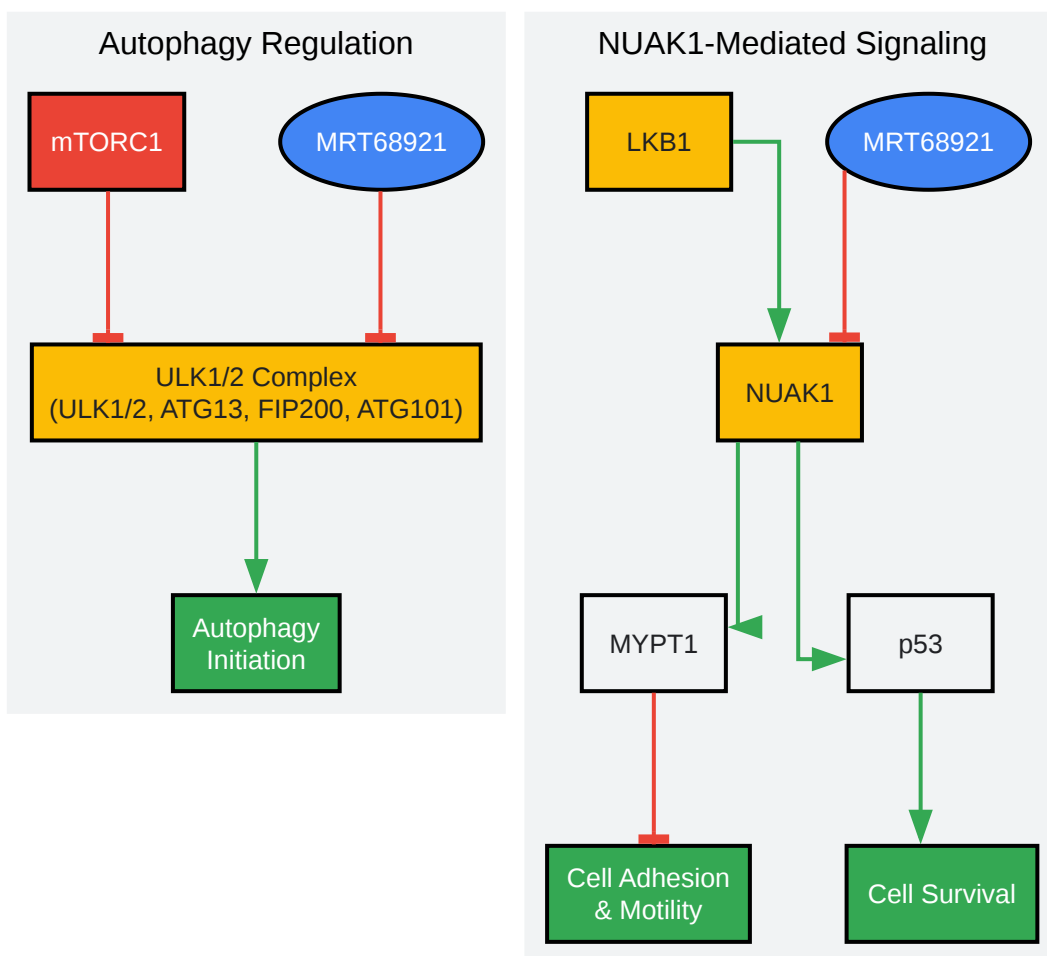 Autophagy Regulation
mTORC1
MRT68921
ULK1/2 Complex
(ULK1/2, ATG13, FIP200, ATG101)
Autophagy
Initiation
NUAK1-Mediated Signaling
LKB1
MRT68921
NUAK1
MYPT1
p53
Cell Adhesion
& Motility
Cell Survival